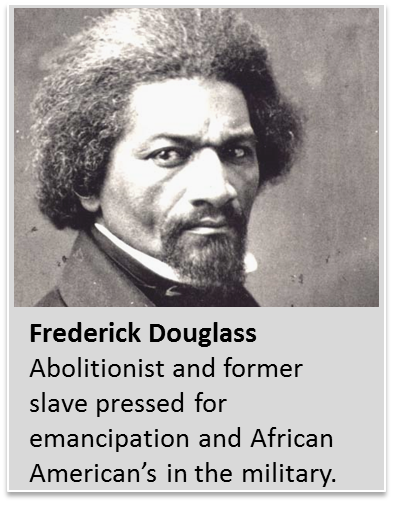 Frederick Douglass
Abolitionist and former
slave pressed for
emancipation and African
American’s in the military.